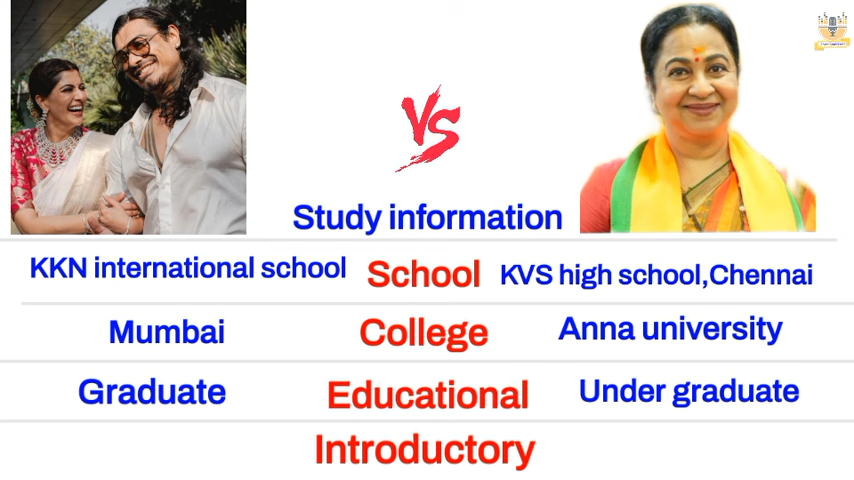 VS
Study information
KKN international school School KVS high school,Chennai
Mumbai College Anna university
Graduate Educational Under graduate
Introductory